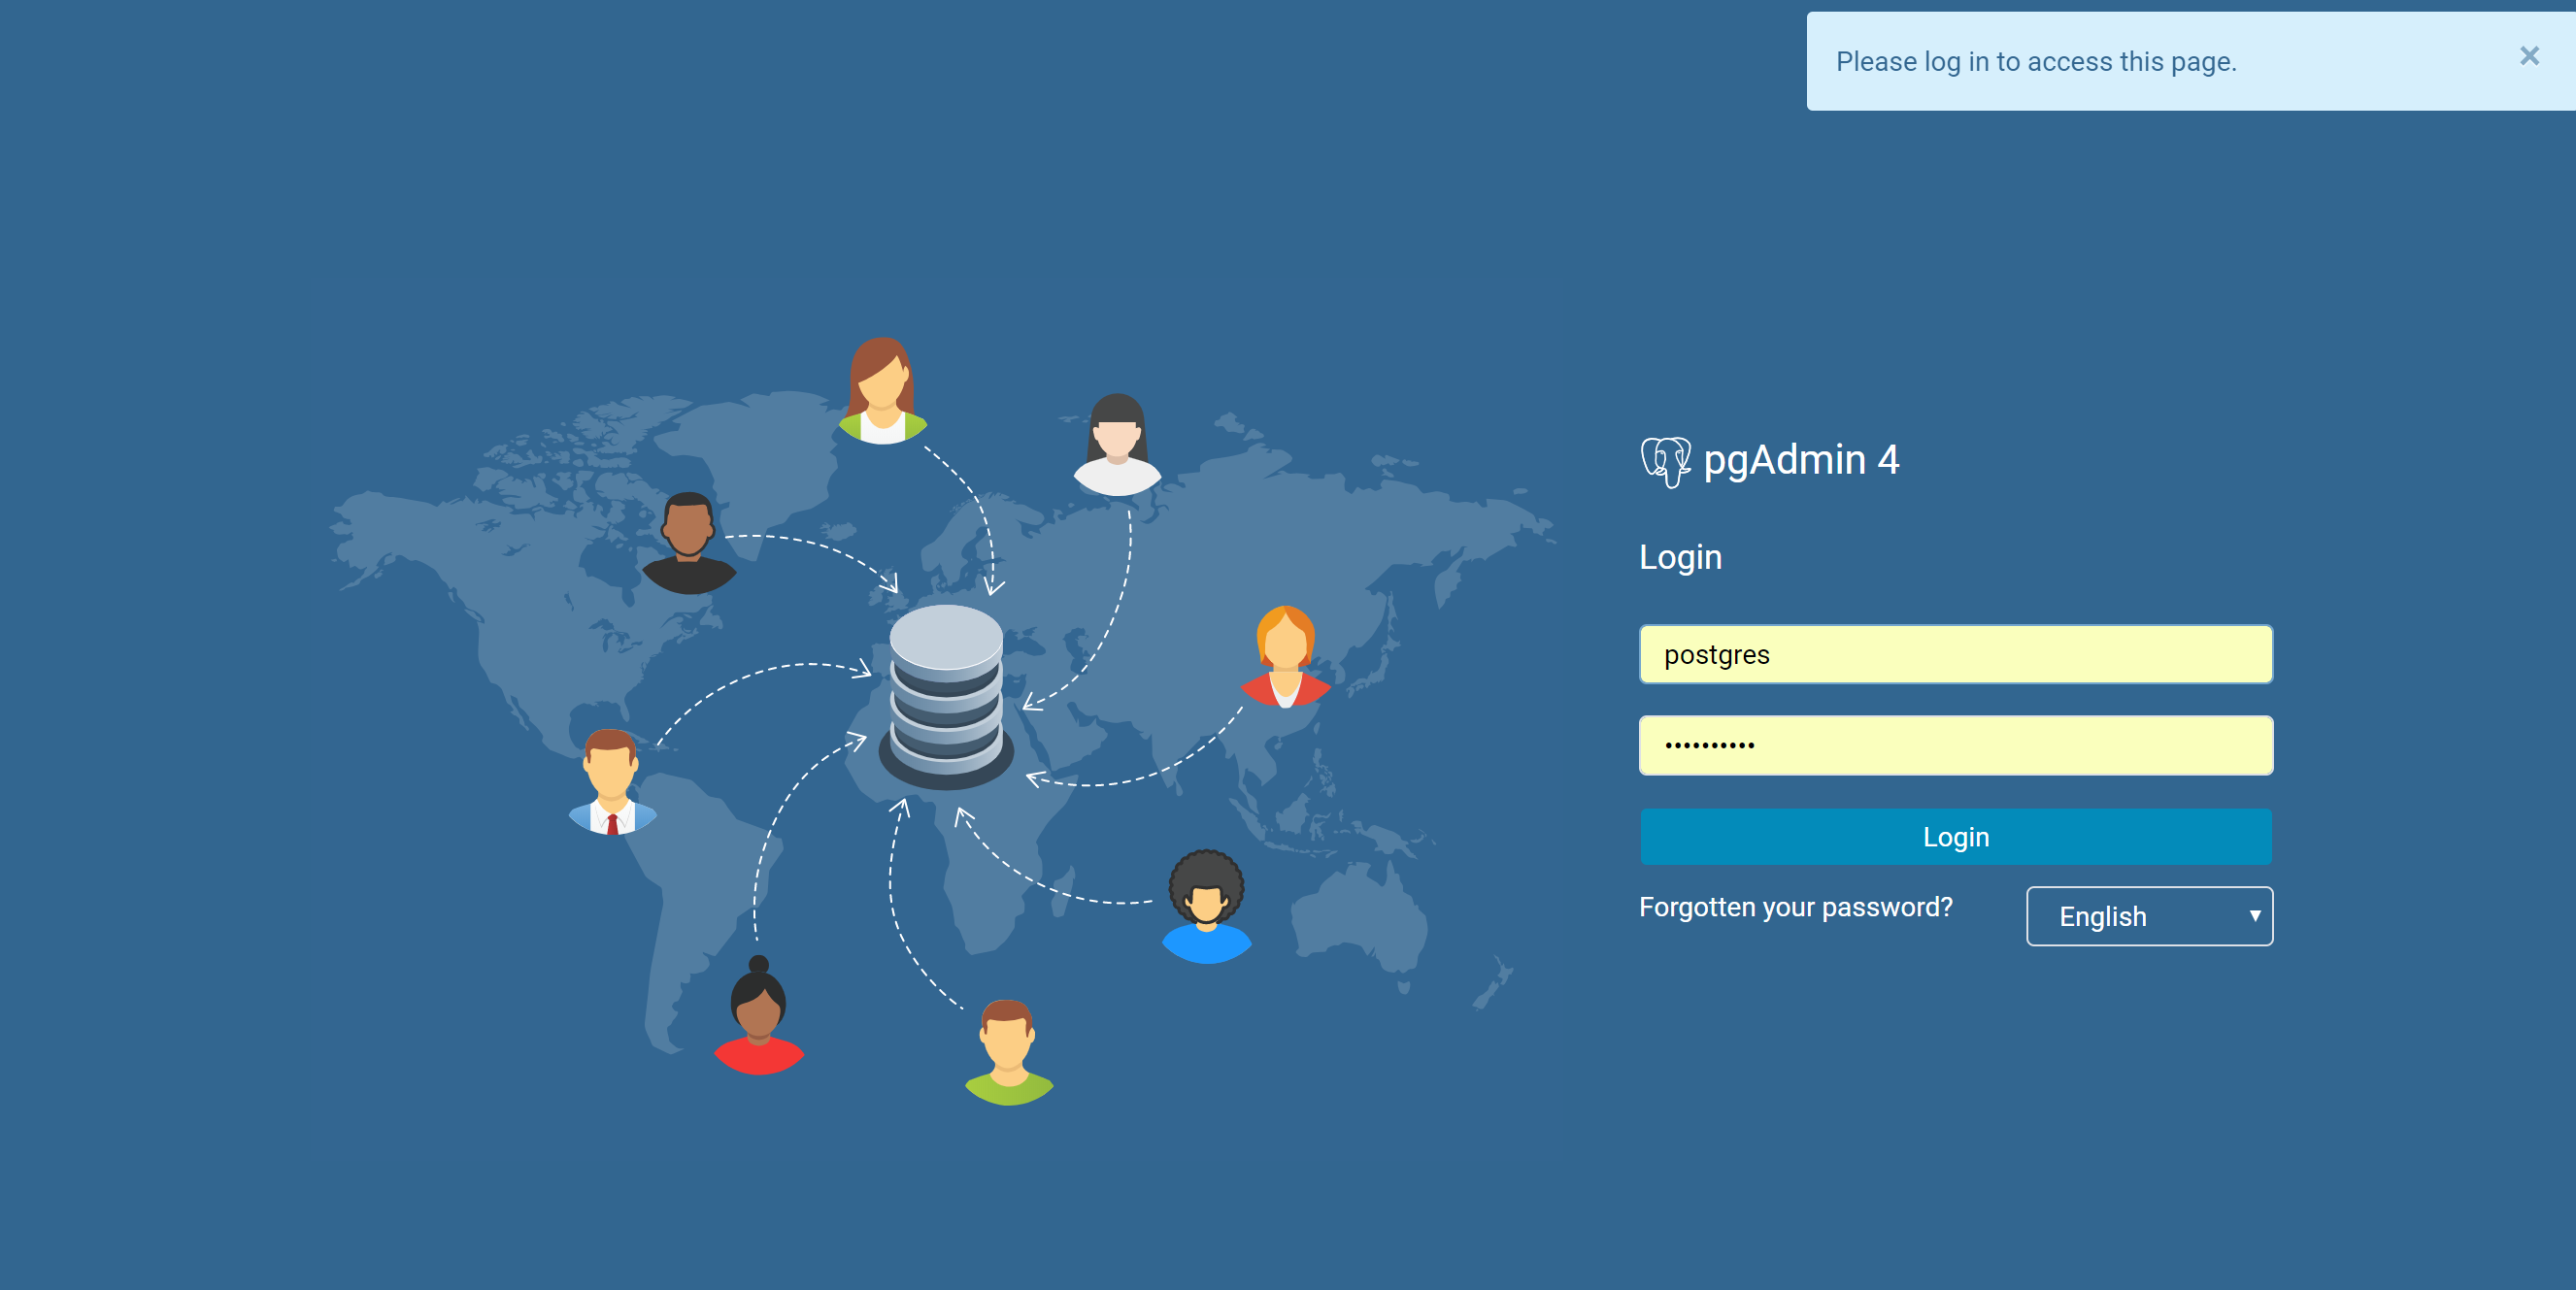 Please log in to access this page.
×
pgAdmin 4
Login
postgres
••••••••••
Login
Forgotten your password?
English